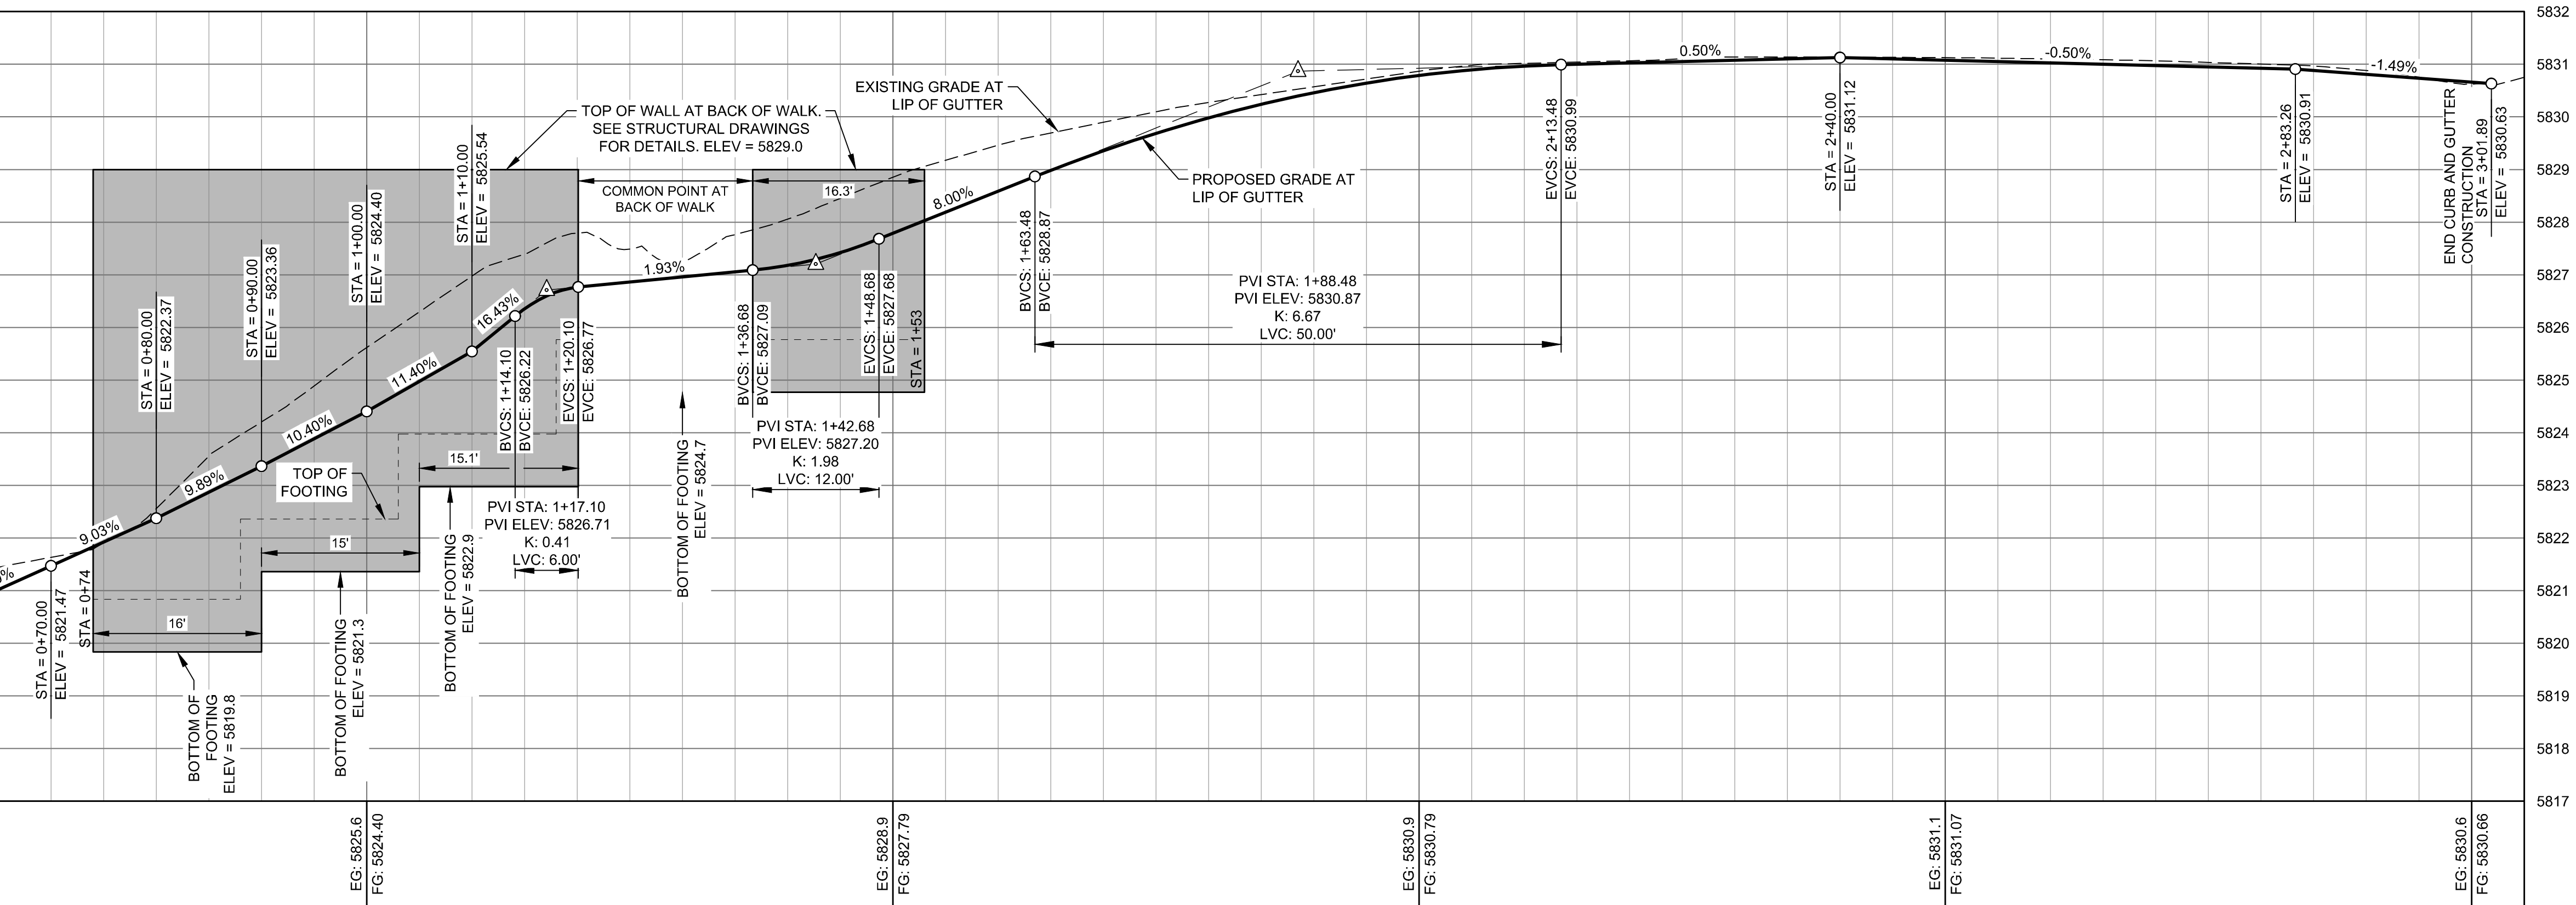 5832
5831
5830
5829
5828
5827
5826
5825
5824
5823
5822
5821
5820
5819
5818
5817
STA = 0+70.00
ELEV = 5821.47
9.03%
STA = 0+74
16'
BOTTOM OF
FOOTING
ELEV = 5819.8
STA = 0+80.00
ELEV = 5822.37
9.89%
STA = 0+90.00
ELEV = 5823.36
10.40%
TOP OF
FOOTING
15'
BOTTOM OF FOOTING
ELEV = 5821.3
STA = 1+00.00
ELEV = 5824.40
11.40%
STA = 1+10.00
ELEV = 5825.54
16.43%
15.1'
BOTTOM OF FOOTING
ELEV = 5822.9
BVCS: 1+14.10
BVCE: 5826.22
EVCS: 1+20.10
EVCE: 5826.77
PVI STA: 1+17.10
PVI ELEV: 5826.71
K: 0.41
LVC: 6.00'
TOP OF WALL AT BACK OF WALK.
SEE STRUCTURAL DRAWINGS
FOR DETAILS. ELEV = 5829.0
COMMON POINT AT
BACK OF WALK
1.93%
BOTTOM OF FOOTING
ELEV = 5824.7
16.3'
BVCS: 1+36.68
BVCE: 5827.09
EVCS: 1+48.68
EVCE: 5827.68
STA = 1+53
PVI STA: 1+42.68
PVI ELEV: 5827.20
K: 1.98
LVC: 12.00'
EXISTING GRADE AT
LIP OF GUTTER
8.00%
PROPOSED GRADE AT
LIP OF GUTTER
BVCS: 1+63.48
BVCE: 5828.87
PVI STA: 1+88.48
PVI ELEV: 5830.87
K: 6.67
LVC: 50.00'
EVCS: 2+13.48
EVCE: 5830.99
0.50%
STA = 2+40.00
ELEV = 5831.12
-0.50%
STA = 2+83.26
ELEV = 5830.91
-1.49%
END CURB AND GUTTER
CONSTRUCTION
STA = 3+01.89
ELEV = 5830.63
EG: 5825.6
FG: 5824.40
EG: 5828.9
FG: 5827.79
EG: 5830.9
FG: 5830.79
EG: 5831.1
FG: 5831.07
EG: 5830.6
FG: 5830.66